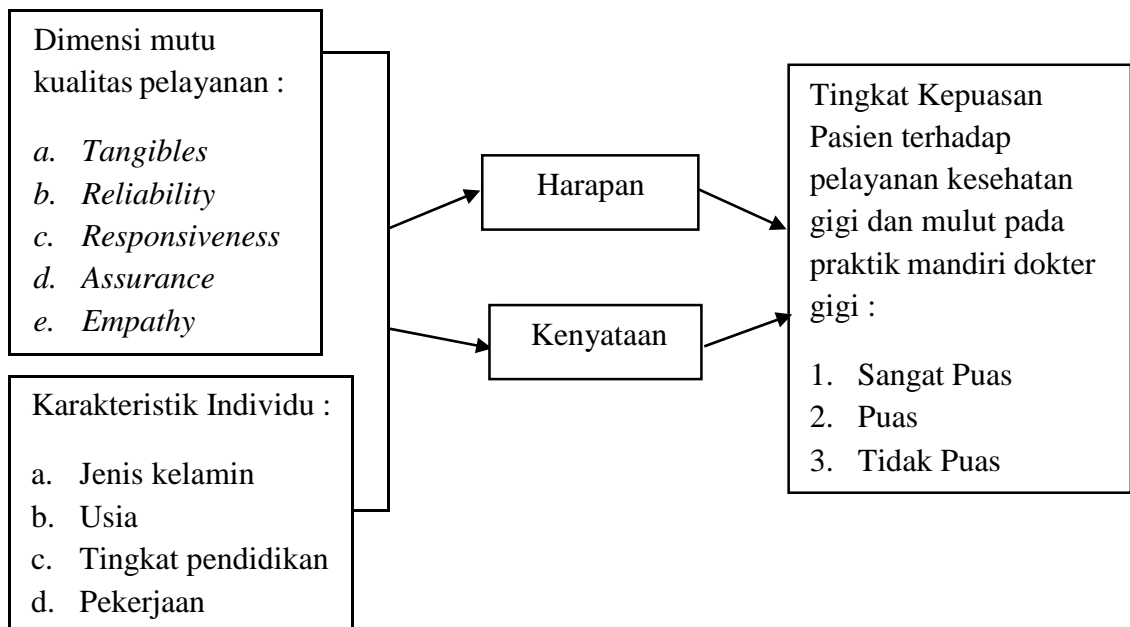 Dimensi mutu
kualitas pelayanan :
a. Tangibles
b. Reliability
c. Responsiveness
d. Assurance
e. Empathy
Karakteristik Individu :
a. Jenis kelamin
b. Usia
c. Tingkat pendidikan
d. Pekerjaan
Harapan
Kenyataan
Tingkat Kepuasan
Pasien terhadap
pelayanan kesehatan
gigi dan mulut pada
praktik mandiri dokter
gigi :
1. Sangat Puas
2. Puas
3. Tidak Puas